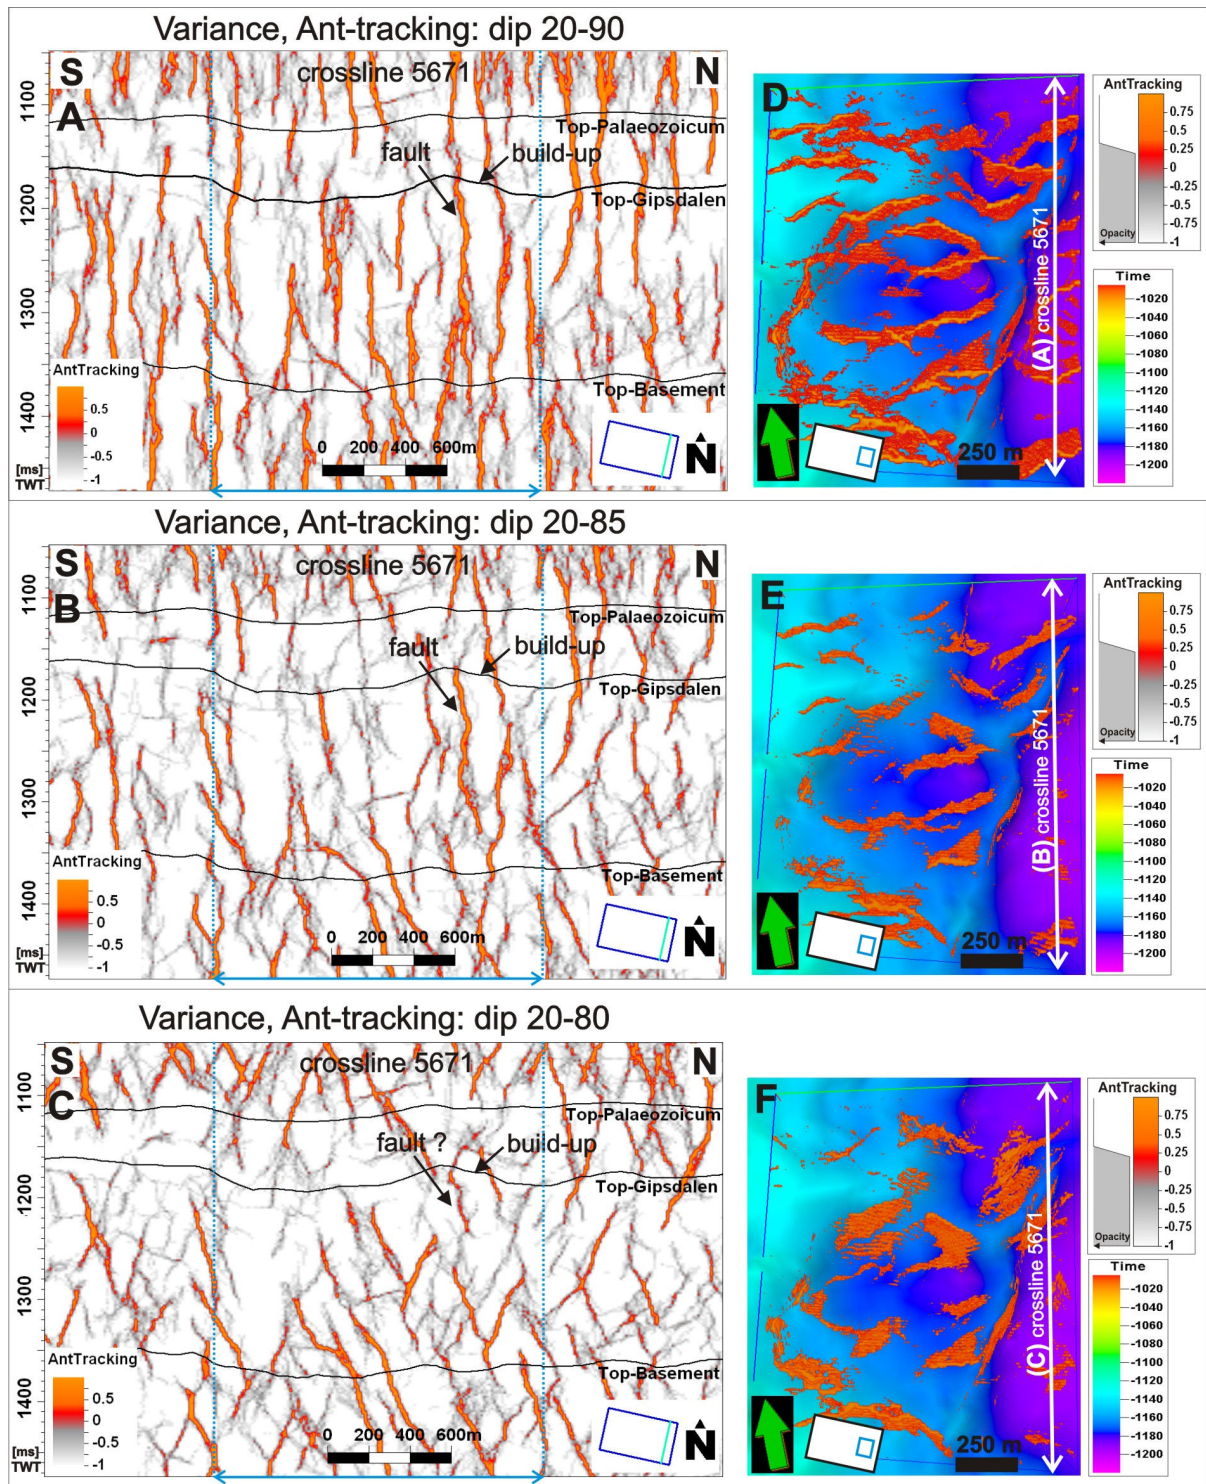 Variance, Ant-tracking: dip 20-90
S
crossline 5671
N
A
1100
1200
1300
1400
[ms]
TWT
Top-Palaeozoicum
fault
build-up
Top-Gipsdalen
Top-Basement
AntTracking
0.5
0
-0.5
-1
0 200 400 600m
N
D
(A) crossline 5671
250 m
AntTracking
0.75
0.5
0.25
0
-0.25
-0.5
-0.75
-1
Opacity
Time
-1020
-1040
-1060
-1080
-1100
-1120
-1140
-1160
-1180
-1200
Variance, Ant-tracking: dip 20-85
S
crossline 5671
N
B
1100
1200
1300
1400
[ms]
TWT
Top-Palaeozoicum
fault
build-up
Top-Gipsdalen
Top-Basement
AntTracking
0.5
0
-0.5
-1
0 200 400 600m
N
E
(B) crossline 5671
250 m
AntTracking
0.75
0.5
0.25
0
-0.25
-0.5
-0.75
-1
Opacity
Time
-1020
-1040
-1060
-1080
-1100
-1120
-1140
-1160
-1180
-1200
Variance, Ant-tracking: dip 20-80
S
crossline 5671
N
C
1100
1200
1300
1400
[ms]
TWT
Top-Palaeozoicum
fault ?
build-up
Top-Gipsdalen
Top-Basement
AntTracking
0.5
0
-0.5
-1
0 200 400 600m
N
F
(C) crossline 5671
250 m
AntTracking
0.75
0.5
0.25
0
-0.25
-0.5
-0.75
-1
Opacity
Time
-1020
-1040
-1060
-1080
-1100
-1120
-1140
-1160
-1180
-1200